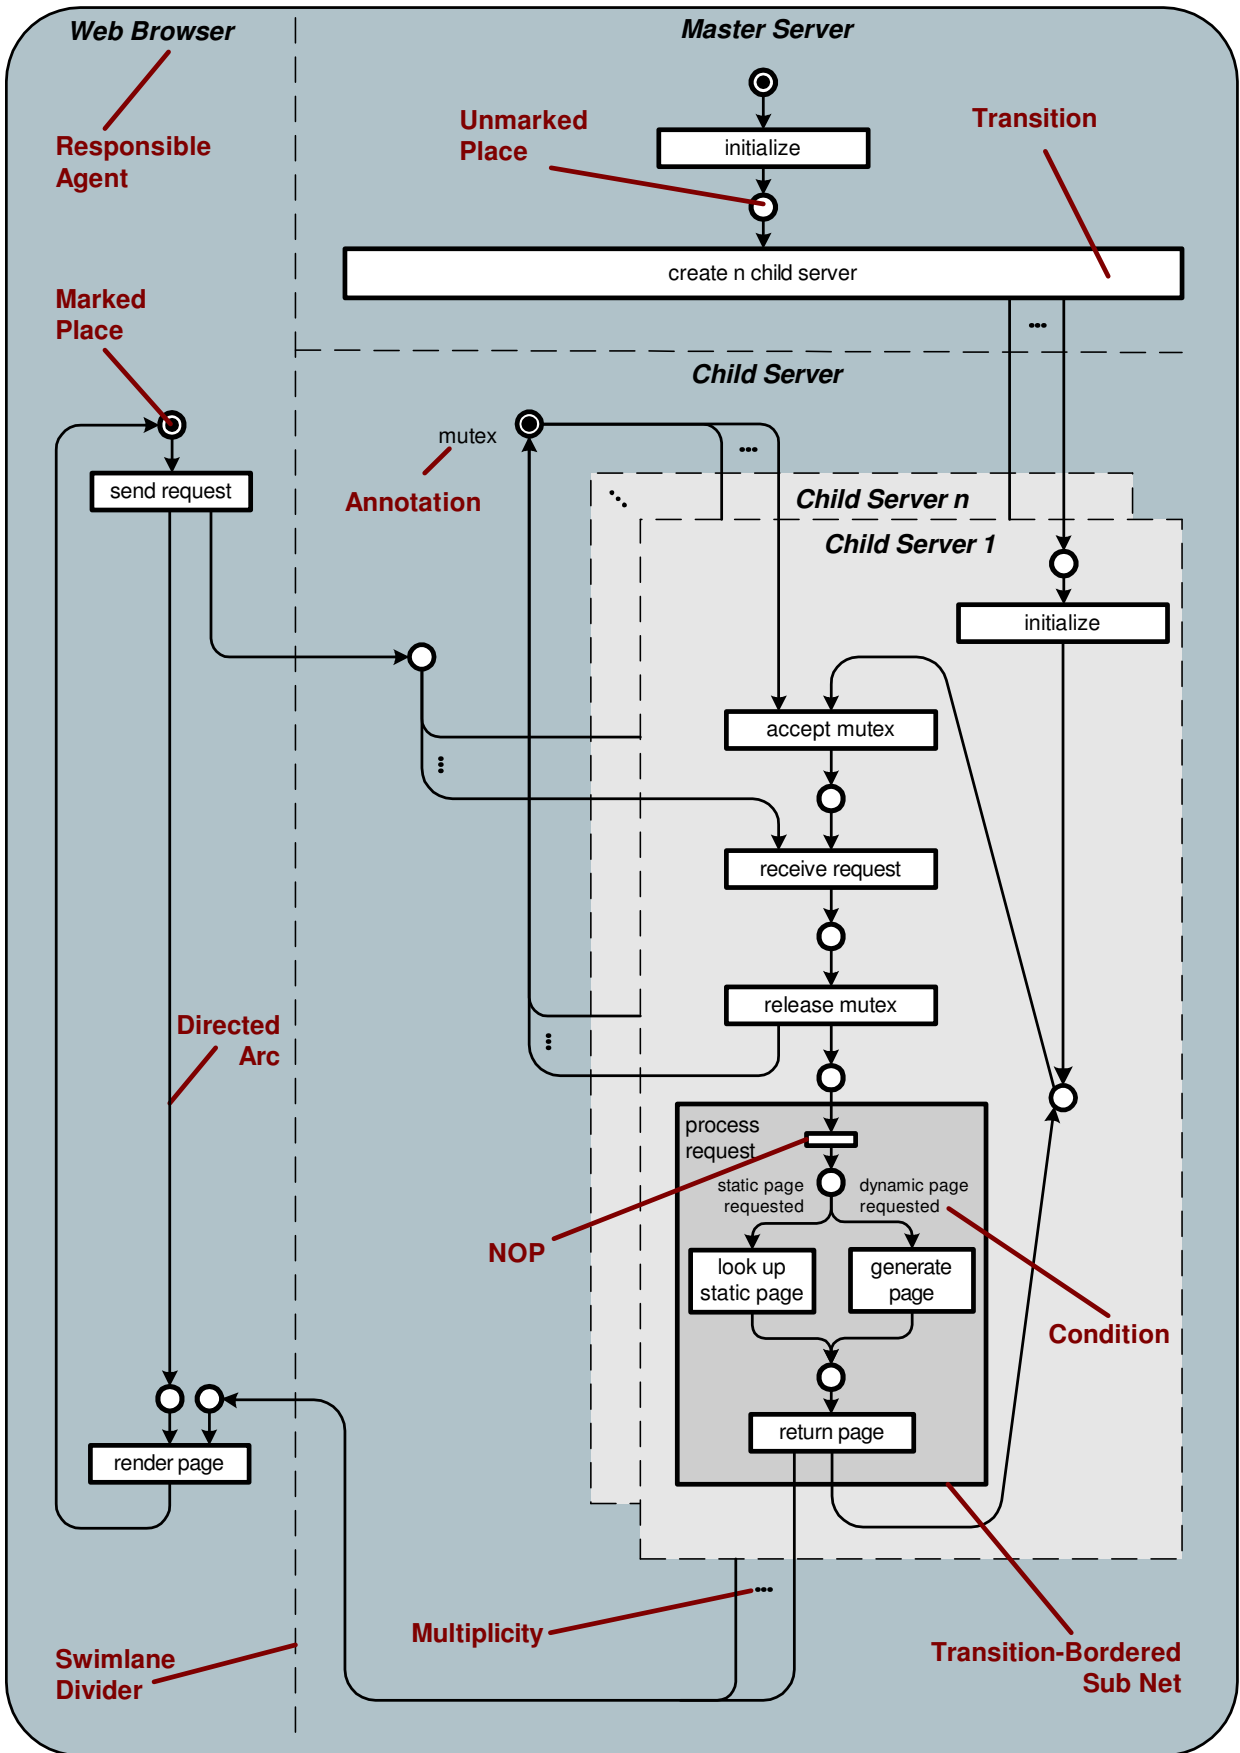 Web Browser
Master Server
Responsible
Agent
Unmarked
Place
Transition
initialize
create n child server
Marked
Place
...
Child Server
mutex
...
send request
Annotation
...
Child Server n
Child Server 1
initialize
accept mutex
...
receive request
release mutex
...
Directed
Arc
process
request
static page
requested
dynamic page
requested
NOP
look up
static page
generate
page
Condition
return page
render page
...
Multiplicity
Swimlane
Divider
Transition-Bordered
Sub Net